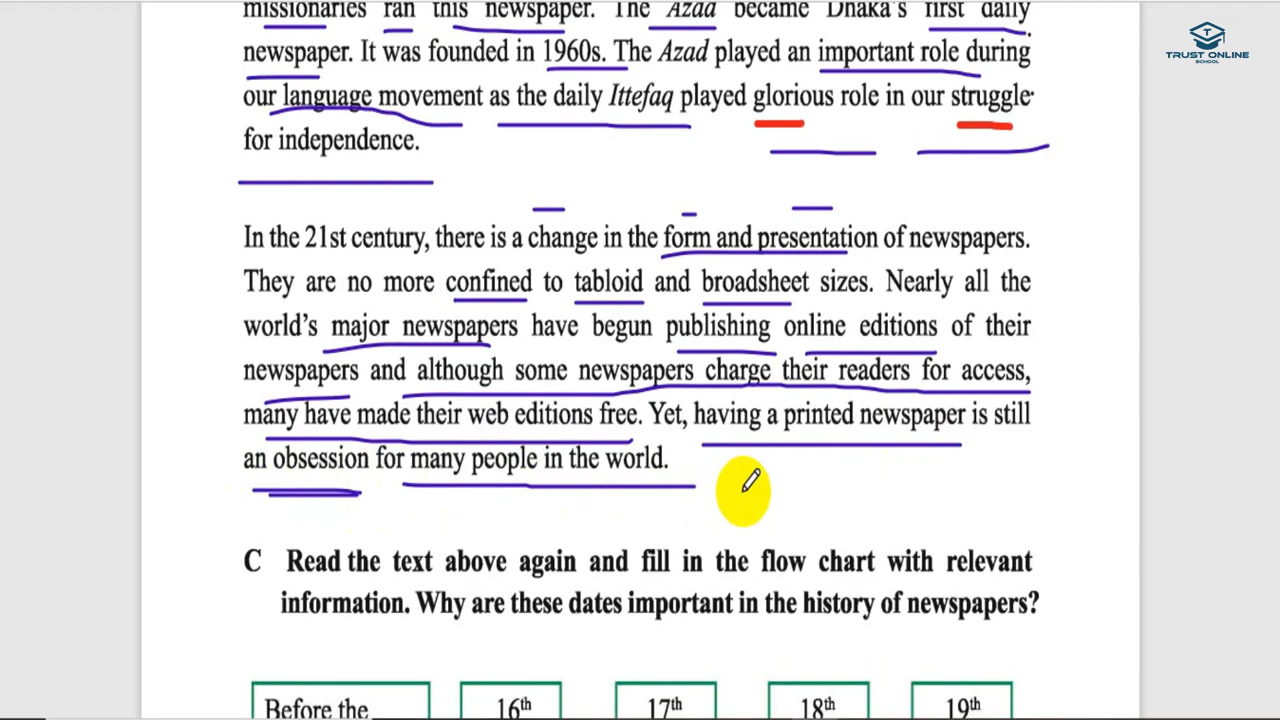 missionaries ran this newspaper. The Azad became Dhaka's first daily
newspaper. It was founded in 1960s. The Azad played an important role during
our language movement as the daily Ittefaq played glorious role in our struggle
for independence.
In the 21st century, there is a change in the form and presentation of newspapers.
They are no more confined to tabloid and broadsheet sizes. Nearly all the
world's major newspapers have begun publishing online editions of their
newspapers and although some newspapers charge their readers for access,
many have made their web editions free. Yet, having a printed newspaper is still
an obsession for many people in the world.
C Read the text above again and fill in the flow chart with relevant
information. Why are these dates important in the history of newspapers?
Before the 16th 17th 18th 19th
TRUST ONLINE
SCHOOL